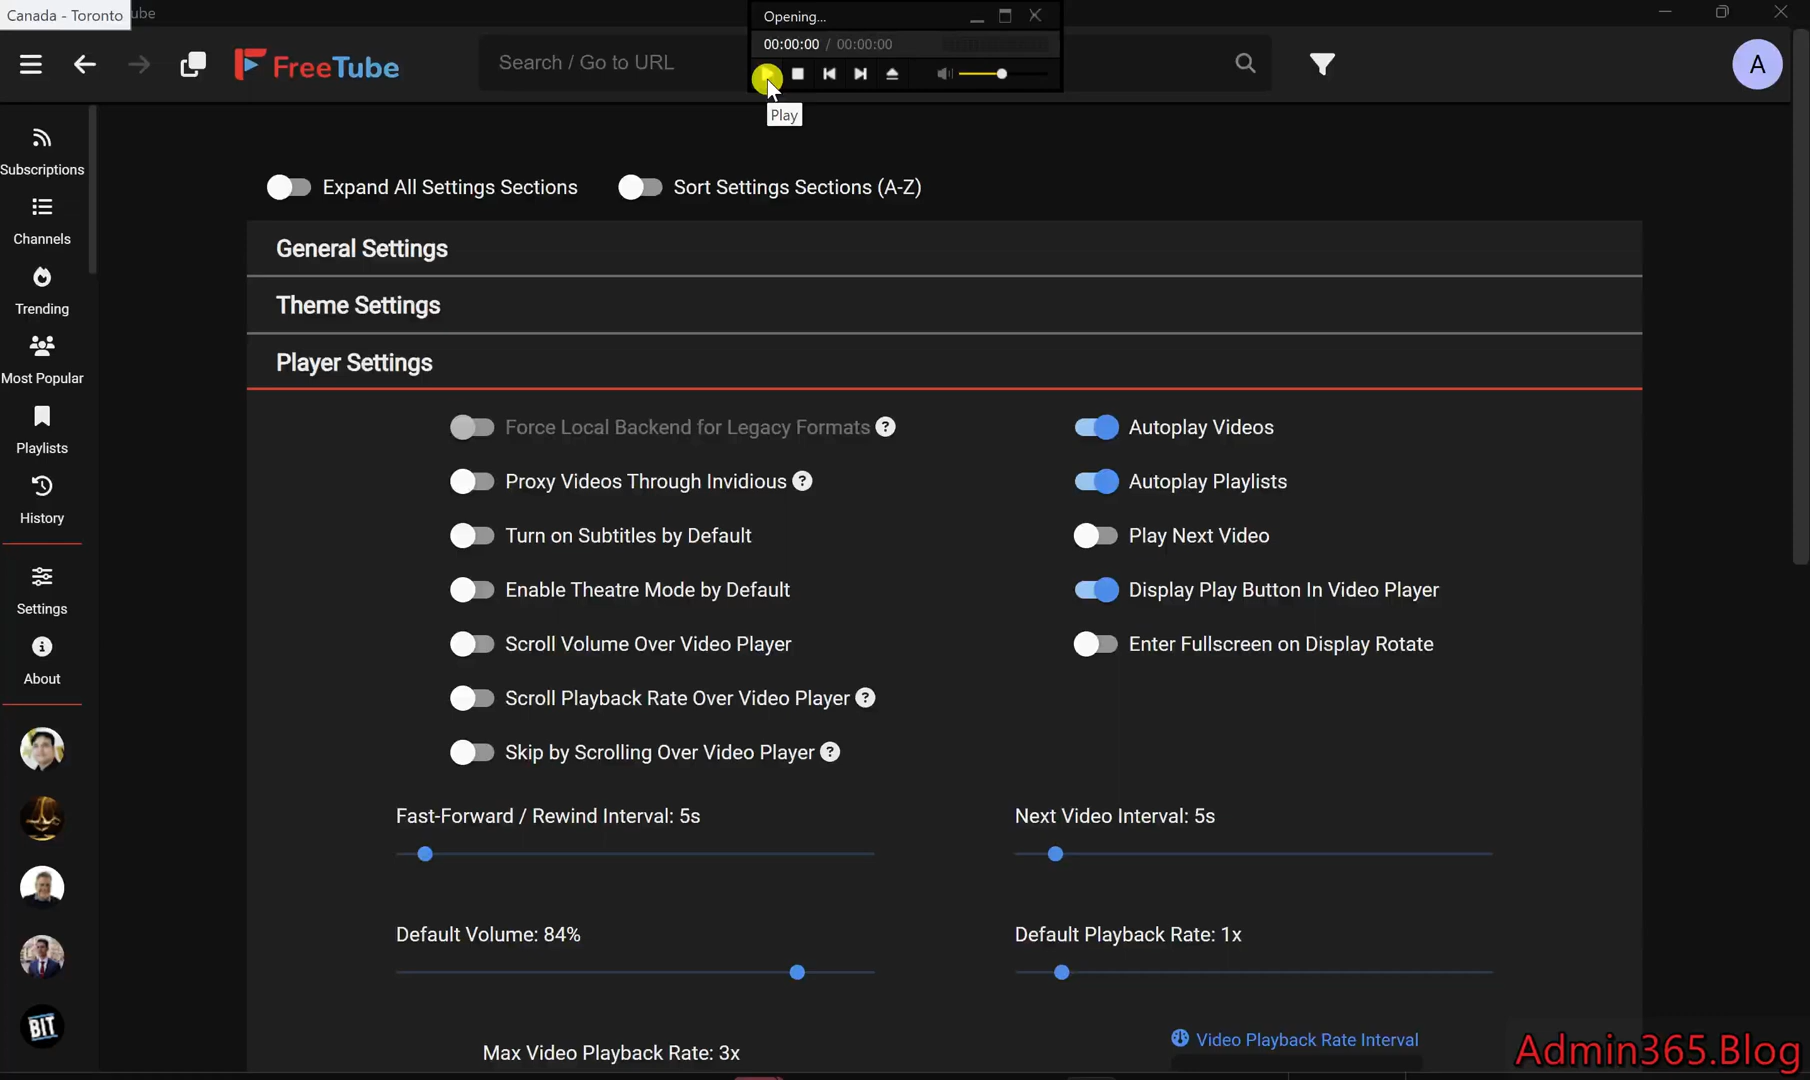 Canada - Toronto ube
Opening...
00:00:00 / 00:00:00
FreeTube
Search / Go to URL
A
Play
Subscriptions
Channels
Trending
Most Popular
Playlists
History
Settings
About
BIT
Expand All Settings Sections
Sort Settings Sections (A-Z)
General Settings
Theme Settings
Player Settings
Force Local Backend for Legacy Formats ?
Proxy Videos Through Invidious ?
Turn on Subtitles by Default
Enable Theatre Mode by Default
Scroll Volume Over Video Player
Scroll Playback Rate Over Video Player ?
Skip by Scrolling Over Video Player ?
Autoplay Videos
Autoplay Playlists
Play Next Video
Display Play Button In Video Player
Enter Fullscreen on Display Rotate
Fast-Forward / Rewind Interval: 5s
Next Video Interval: 5s
Default Volume: 84%
Default Playback Rate: 1x
Max Video Playback Rate: 3x
Video Playback Rate Interval
Admin365.Blog